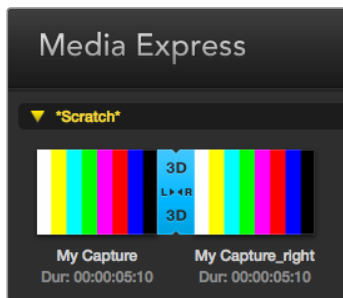 Media Express
*Scratch*
3D
L▶◀R
3D
My Capture My Capture_right
Dur: 00:00:05:10 Dur: 00:00:05:10